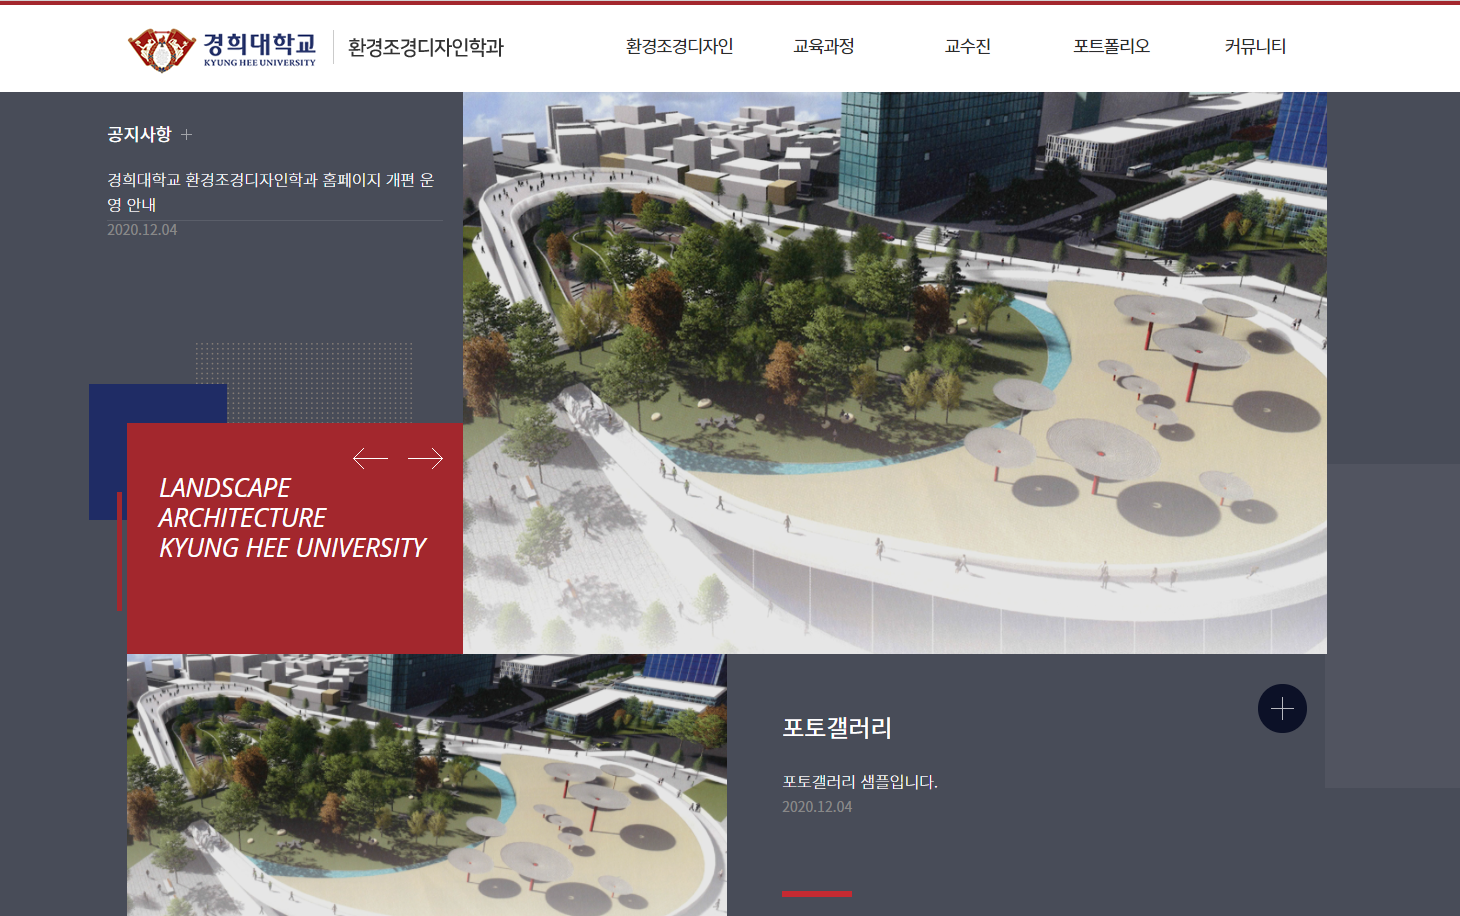 경희대학교
KYUNG HEE UNIVERSITY
환경조경디자인학과
환경조경디자인 교육과정 교수진 포트폴리오 커뮤니티
공지사항
경희대학교 환경조경디자인학과 홈페이지 개편 운
영 안내
2020.12.04
LANDSCAPE
ARCHITECTURE
KYUNG HEE UNIVERSITY
포토갤러리
포토갤러리 샘플입니다.
2020.12.04